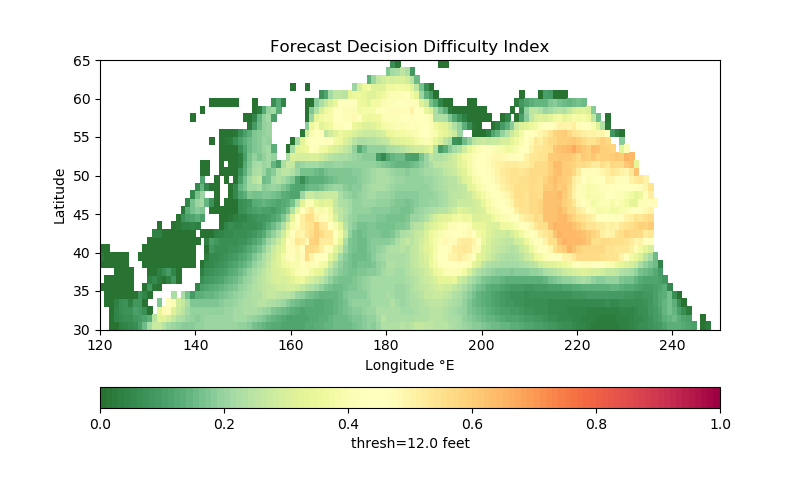 Forecast Decision Difficulty Index
65
60
55
50
45
40
35
30
Latitude
120 140 160 180 200 220 240
Longitude °E
0.0 0.2 0.4 0.6 0.8 1.0
thresh=12.0 feet